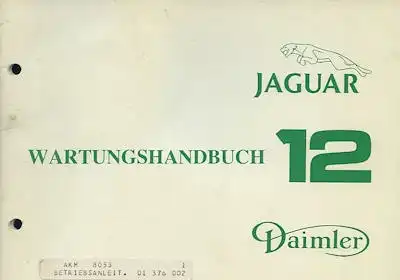 JAGUAR
WARTUNGSHANDBUCH 12
Daimler
AKM 8053 1
BETRIEBSANLEIT. 01 376 002